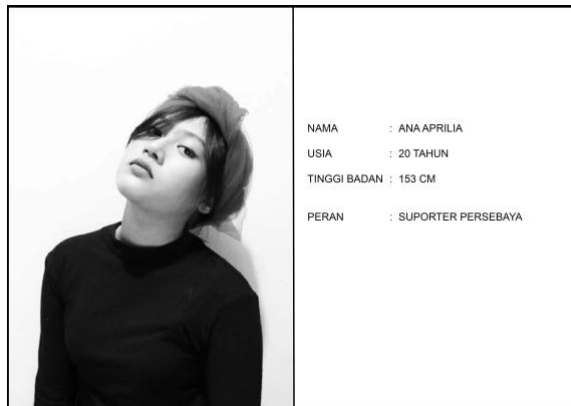 NAMA : ANA APRILIA
USIA : 20 TAHUN
TINGGI BADAN : 153 CM
PERAN : SUPORTER PERSEBAYA